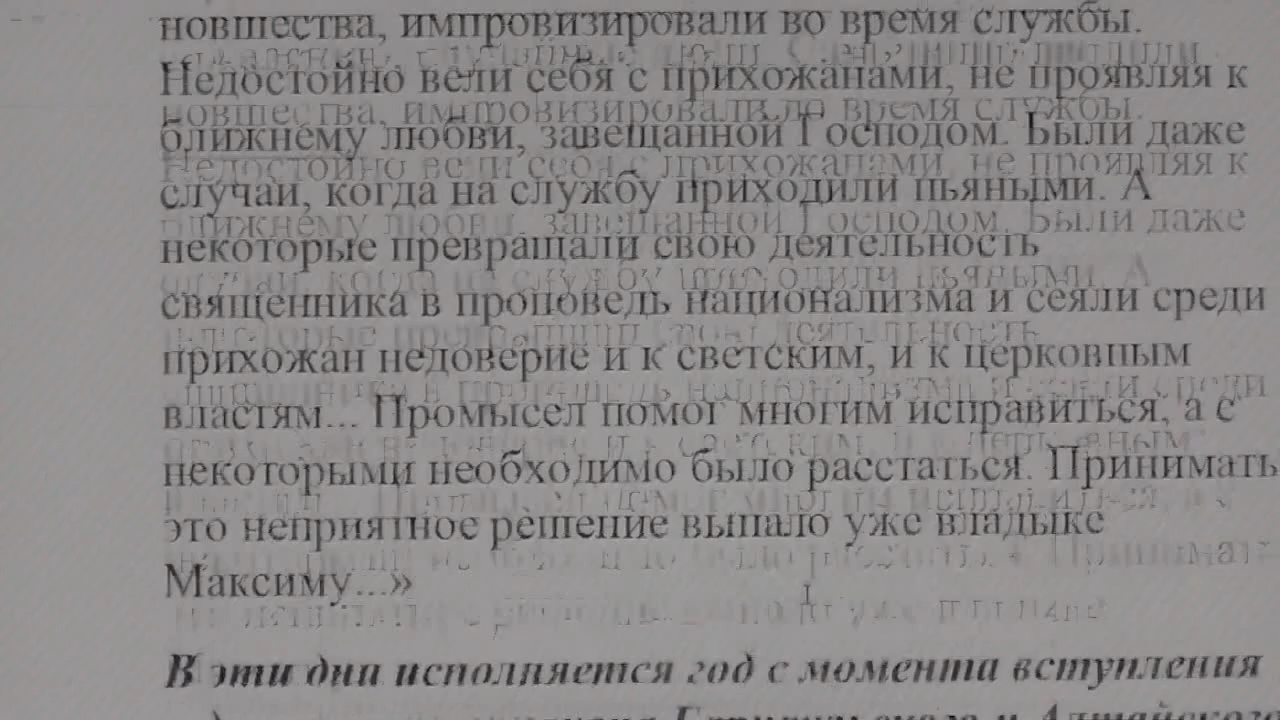 новшества, импровизировали во время службы.
Недостойно вели себя с прихожанами, не проявляя к
ближнему любви, завещанной Господом. Были даже
случаи, когда на службу приходили пьяными. А
некоторые превращали свою деятельность
священника в проповедь национализма и сеяли среди
прихожан недоверие и к светским, и к церковным
властям... Промысел помог многим исправиться, а с
некоторыми необходимо было расстаться. Принимать
это неприятное решение выпало уже владыке
Максиму...»
В эти дни исполняется год с момента вступления
и Алтайского